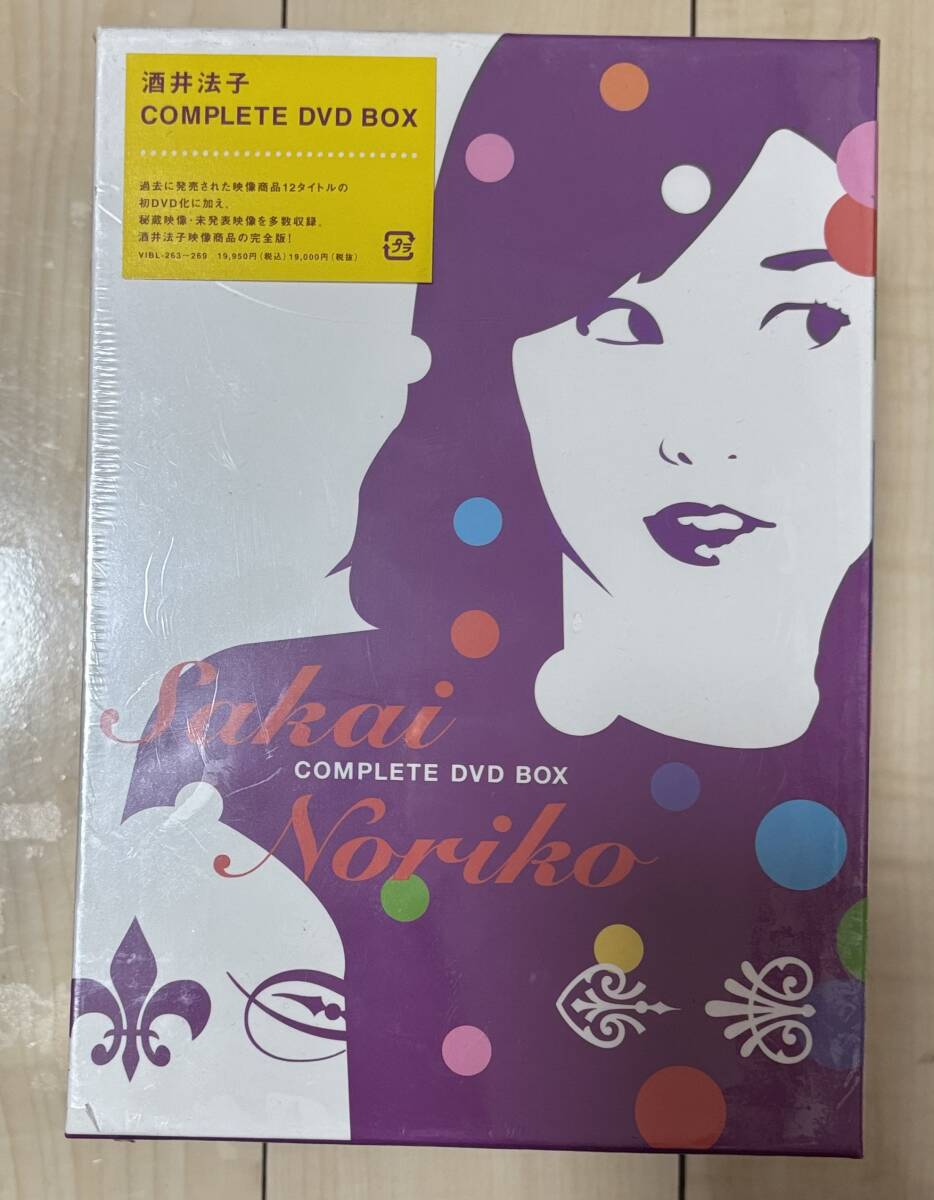 酒井法子
COMPLETE DVD BOX
過去に発売された映像商品12タイトルの
初DVD化に加え、
秘蔵映像・未発表映像を多数収録。
酒井法子映像商品の完全版!
VIBL-263-269 19,950円(税込)19,000円(税抜)
プラ
Sakai
COMPLETE DVD BOX
Noriko